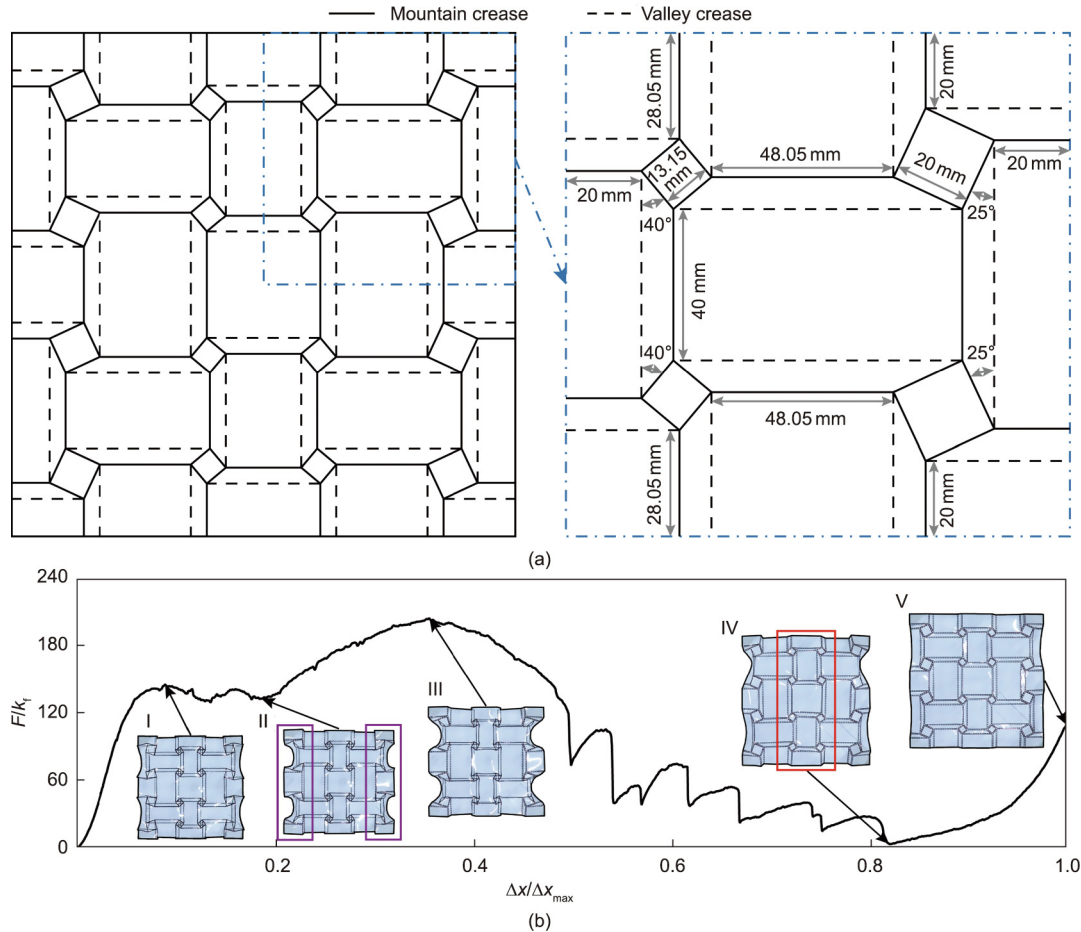 Mountain crease
Valley crease
28.05 mm
20 mm
13.15 mm
48.05 mm
20 mm
20 mm
20 mm
40°
25°
40 mm
40°
25°
48.05 mm
28.05 mm
20 mm
(a)
240
180
120
60
0
F/kf
I
II
III
IV
V
0.2
0.4
0.6
0.8
1.0
Δx/Δxmax
(b)